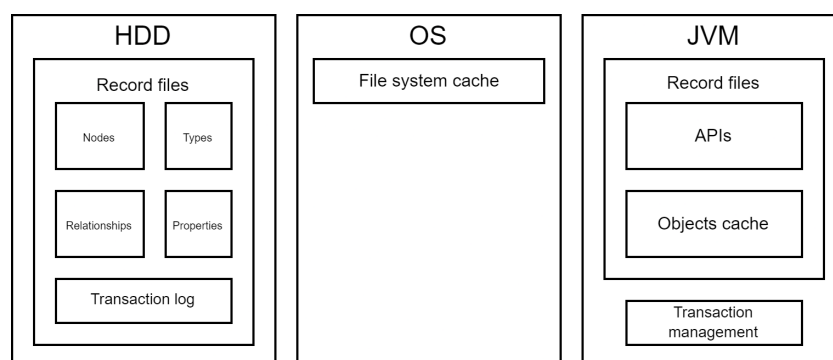 HDD
Record files
Nodes
Types
Relationships
Properties
Transaction log
OS
File system cache
JVM
Record files
APIs
Objects cache
Transaction
management